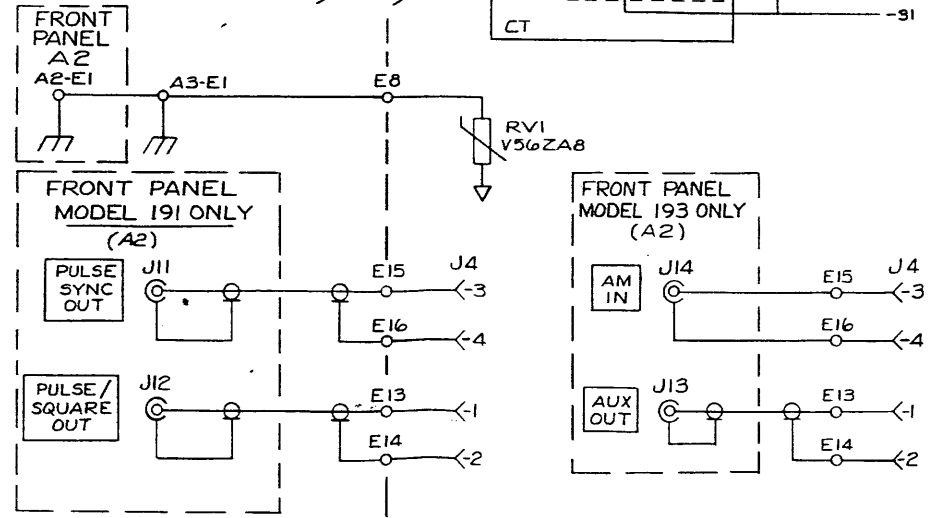 FRONT
PANEL
A2
A2-E1
A3-E1
E8
CT
-31
RV1
V56ZA8
FRONT PANEL
MODEL 191 ONLY
(A2)
PULSE
SYNC
OUT
J11
E15
J4
-3
E16
-4
PULSE/
SQUARE
OUT
J12
E13
-1
E14
-2
FRONT PANEL
MODEL 193 ONLY
(A2)
AM
IN
J14
E15
J4
-3
E16
-4
AUX
OUT
J13
E13
-1
E14
-2